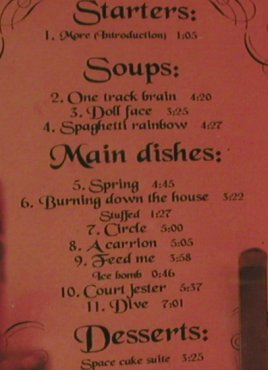 Starters:
1. More (Introduction) 1:05
Soups:
2. One track brain 4:20
3. Doll face 3:25
4. Spaghetti rainbow 4:27
Main dishes:
5. Spring 4:45
6. Burning down the house 3:22
Stuffed 1:27
7. Circle 5:00
8. A carrion 5:05
9. Feed me 3:58
Ice bomb 0:46
10. Court jester 5:37
11. Dive 7:01
Desserts:
Space cake suite 3:25